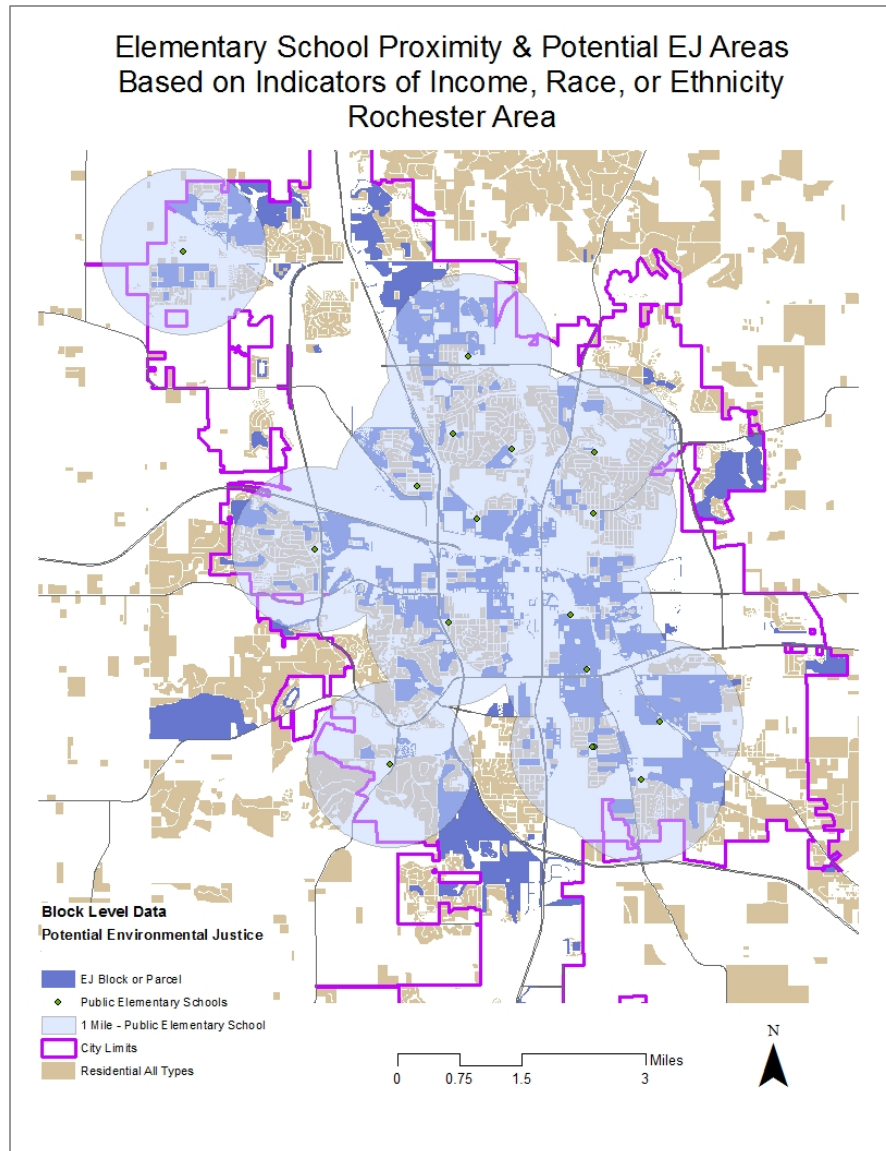 Elementary School Proximity & Potential EJ Areas
Based on Indicators of Income, Race, or Ethnicity
Rochester Area
Block Level Data
Potential Environmental Justice
EJ Block or Parcel
Public Elementary Schools
1 Mile - Public Elementary School
City Limits
Residential All Types
Miles
0 0.75 1.5 3
N